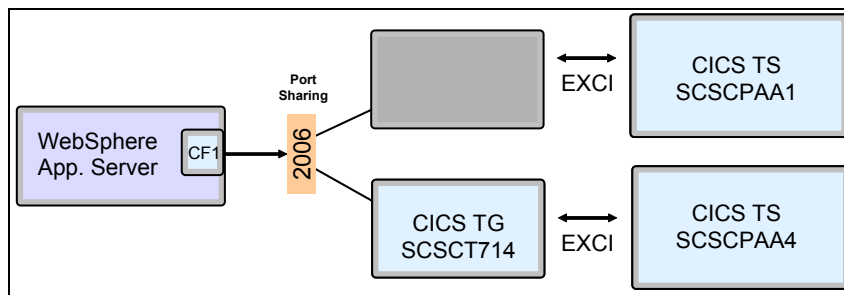 Port
Sharing
EXCI
CICS TS
SCSCPAA1
WebSphere
App. Server
CF1
2006
CICS TG
SCSCT714
EXCI
CICS TS
SCSCPAA4